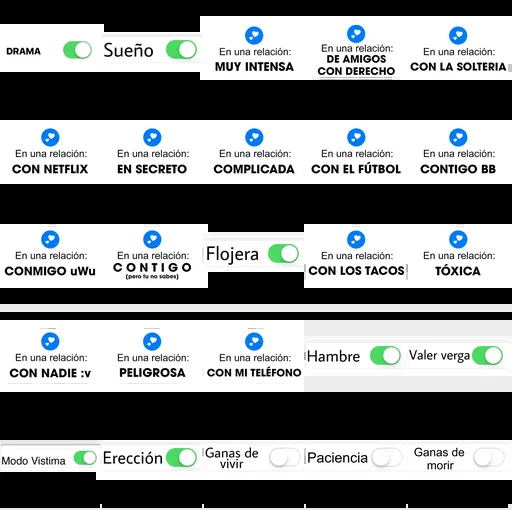 DRAMA
Sueño
En una relación:
MUY INTENSA
En una relación:
DE AMIGOS
CON DERECHO
En una relación:
CON LA SOLTERIA
En una relación:
CON NETFLIX
En una relación:
EN SECRETO
En una relación:
COMPLICADA
En una relación:
CON EL FÚTBOL
En una relación:
CONTIGO BB
En una relación:
CONMIGO uWu
En una relación:
CONTIGO
(pero tu no sabes)
Flojera
En una relación:
CON LOS TACOS
En una relación:
TÓXICA
En una relación:
CON NADIE :v
En una relación:
PELIGROSA
En una relación:
CON MI TELÉFONO
Hambre
Valer verga
Modo Vistima
Erección
Ganas de
vivir
Paciencia
Ganas de
morir